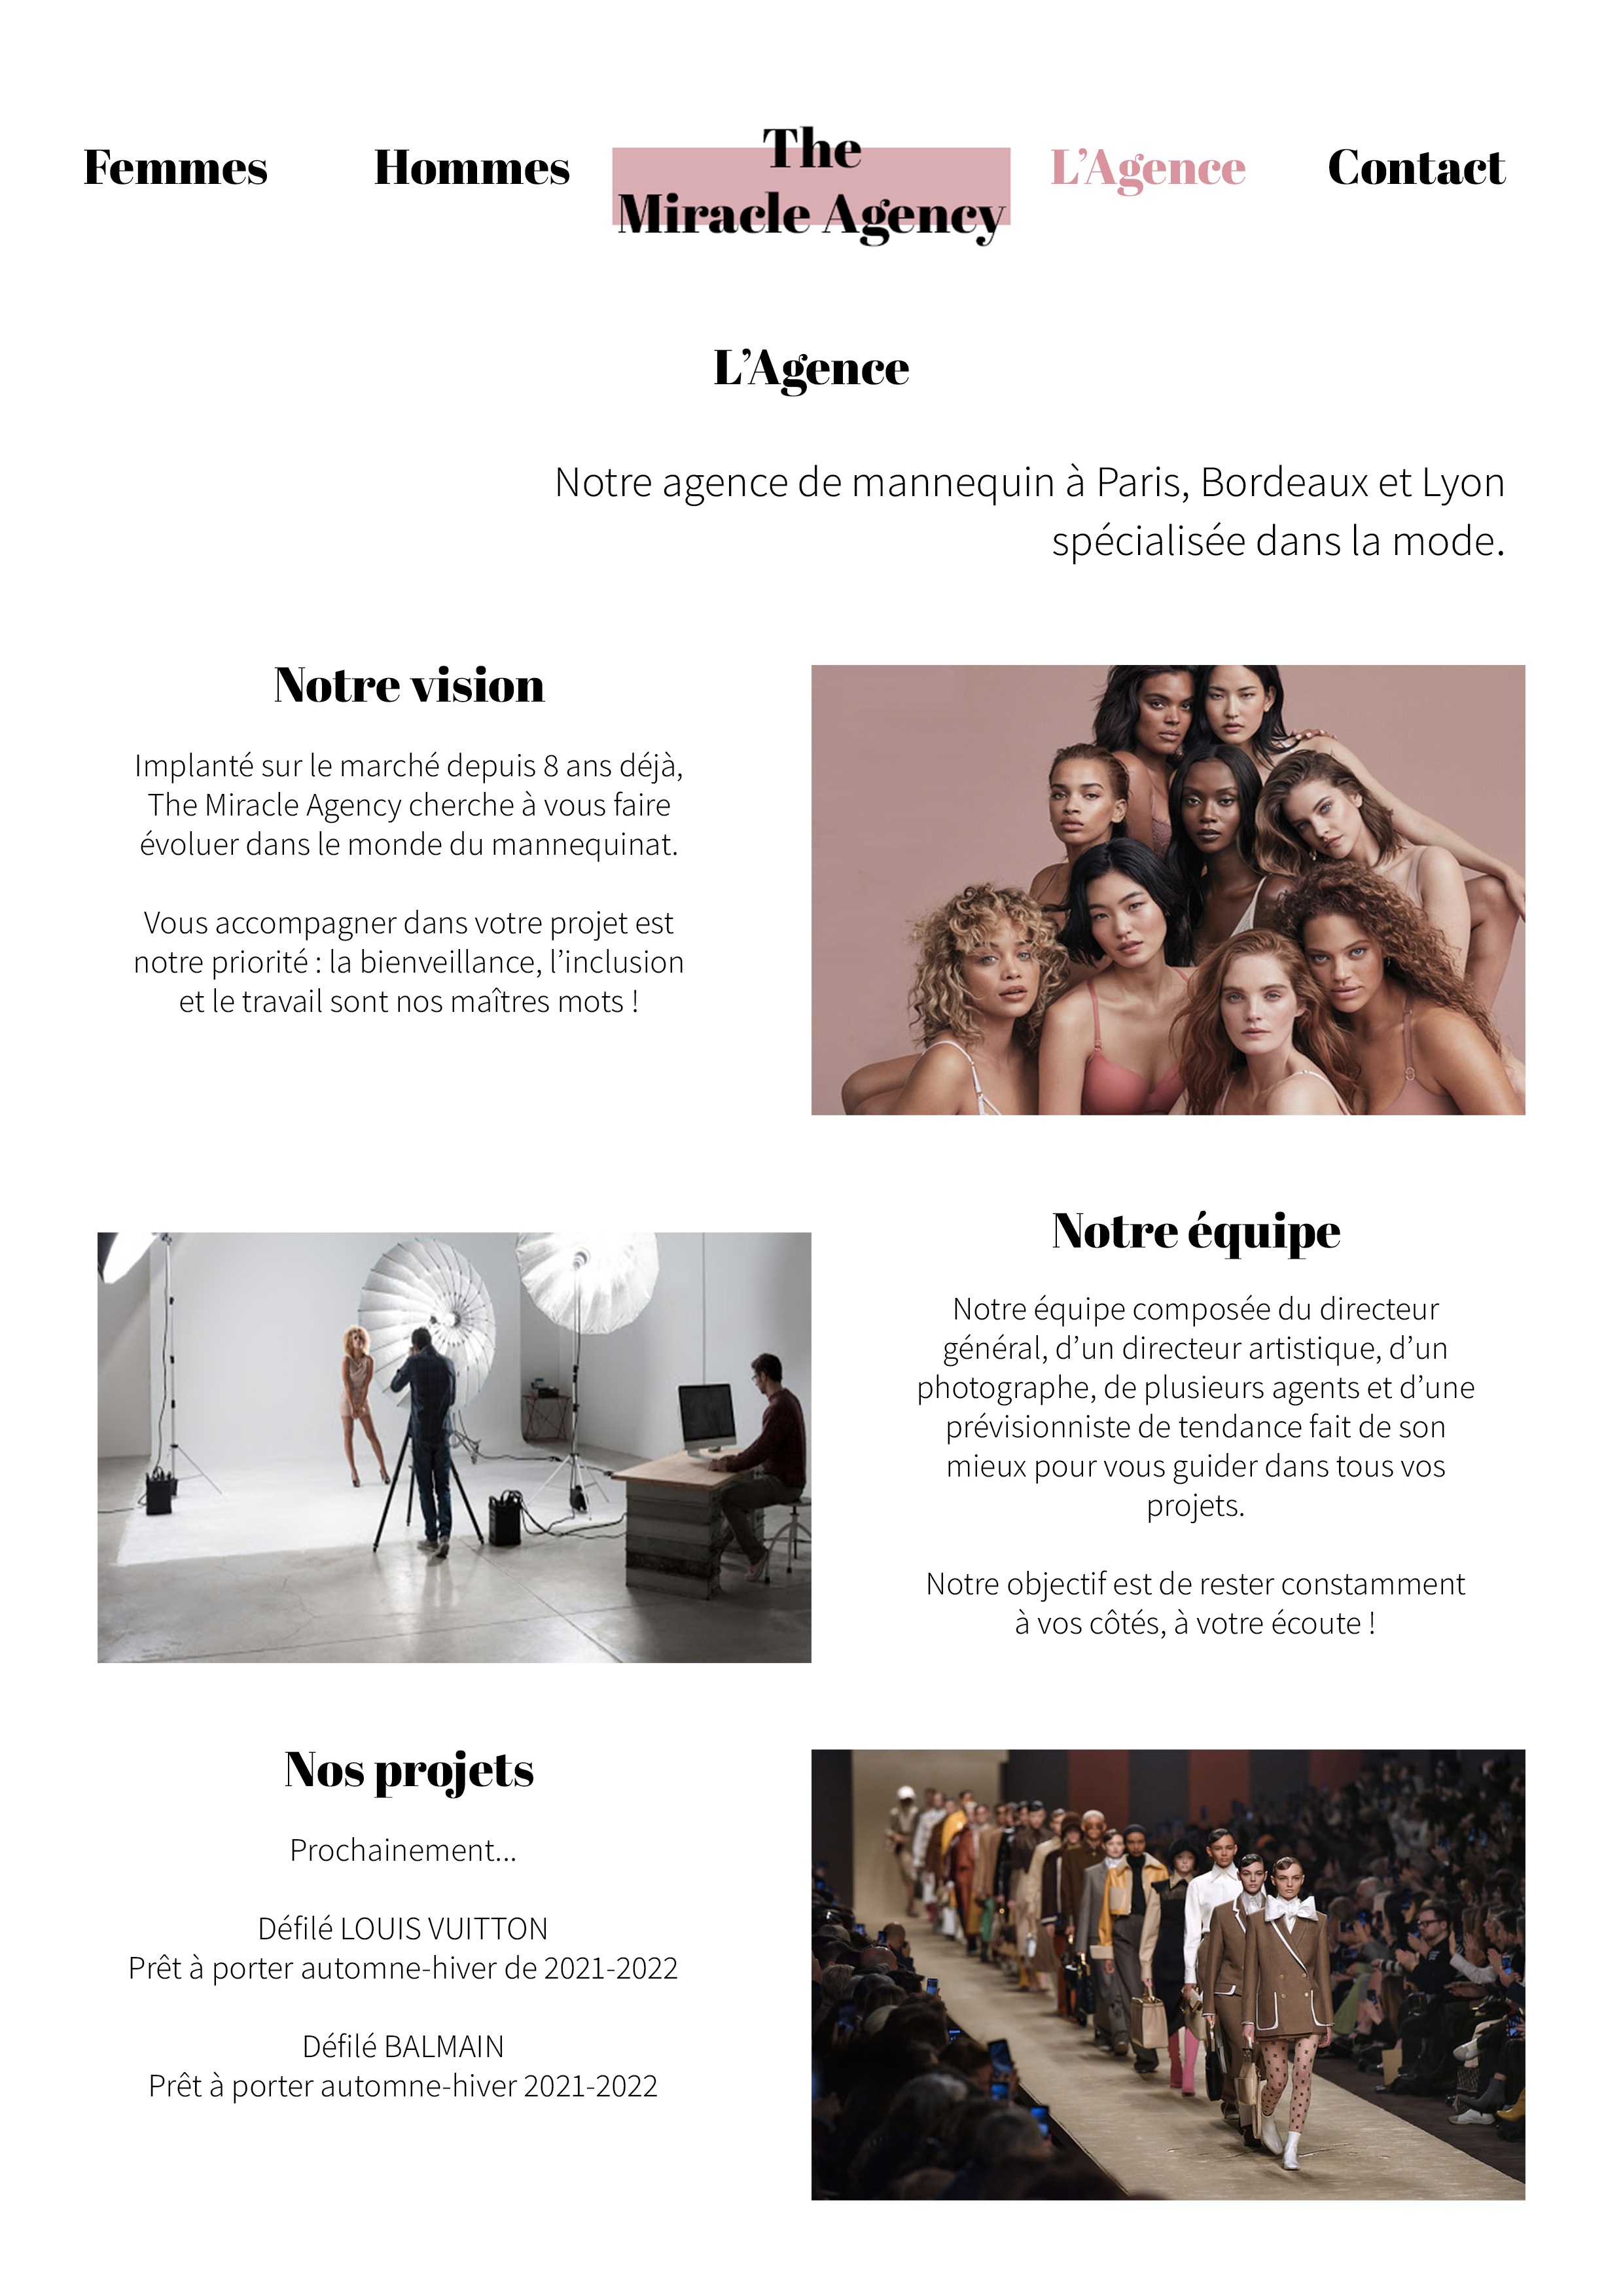 Femmes
Hommes
The
Miracle Agency
L’Agence
Contact
L’Agence
Notre agence de mannequin à Paris, Bordeaux et Lyon
spécialisée dans la mode.
Notre vision
Implanté sur le marché depuis 8 ans déjà,
The Miracle Agency cherche à vous faire
évoluer dans le monde du mannequinat.
Vous accompagner dans votre projet est
notre priorité : la bienveillance, l’inclusion
et le travail sont nos maîtres mots !
Notre équipe
Notre équipe composée du directeur
général, d’un directeur artistique, d’un
photographe, de plusieurs agents et d’une
prévisionniste de tendance fait de son
mieux pour vous guider dans tous vos
projets.
Notre objectif est de rester constamment
à vos côtés, à votre écoute !
Nos projets
Prochainement...
Défilé LOUIS VUITTON
Prêt à porter automne-hiver de 2021-2022
Défilé BALMAIN
Prêt à porter automne-hiver 2021-2022